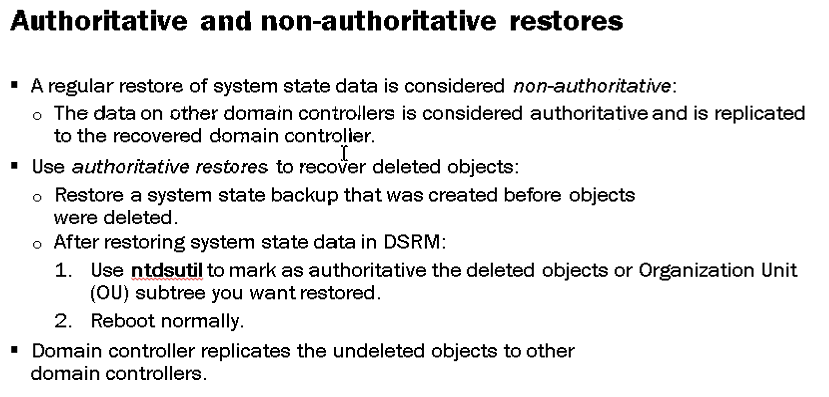 Authoritative and non-authoritative restores
▪ A regular restore of system state data is considered non-authoritative:
o The data on other domain controllers is considered authoritative and is replicated
to the recovered domain controller.
▪ Use authoritative restores to recover deleted objects:
o Restore a system state backup that was created before objects
were deleted.
o After restoring system state data in DSRM:
1. Use ntdsutil to mark as authoritative the deleted objects or Organization Unit
(OU) subtree you want restored.
2. Reboot normally.
▪ Domain controller replicates the undeleted objects to other
domain controllers.